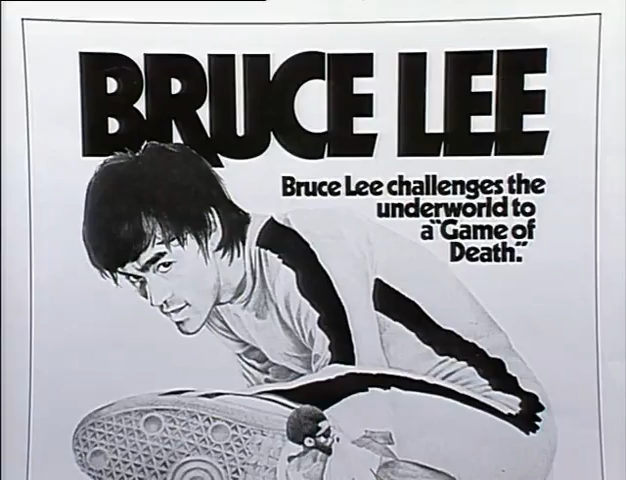 BRUCE LEE
Bruce Lee challenges the
underworld to
a "Game of
Death."